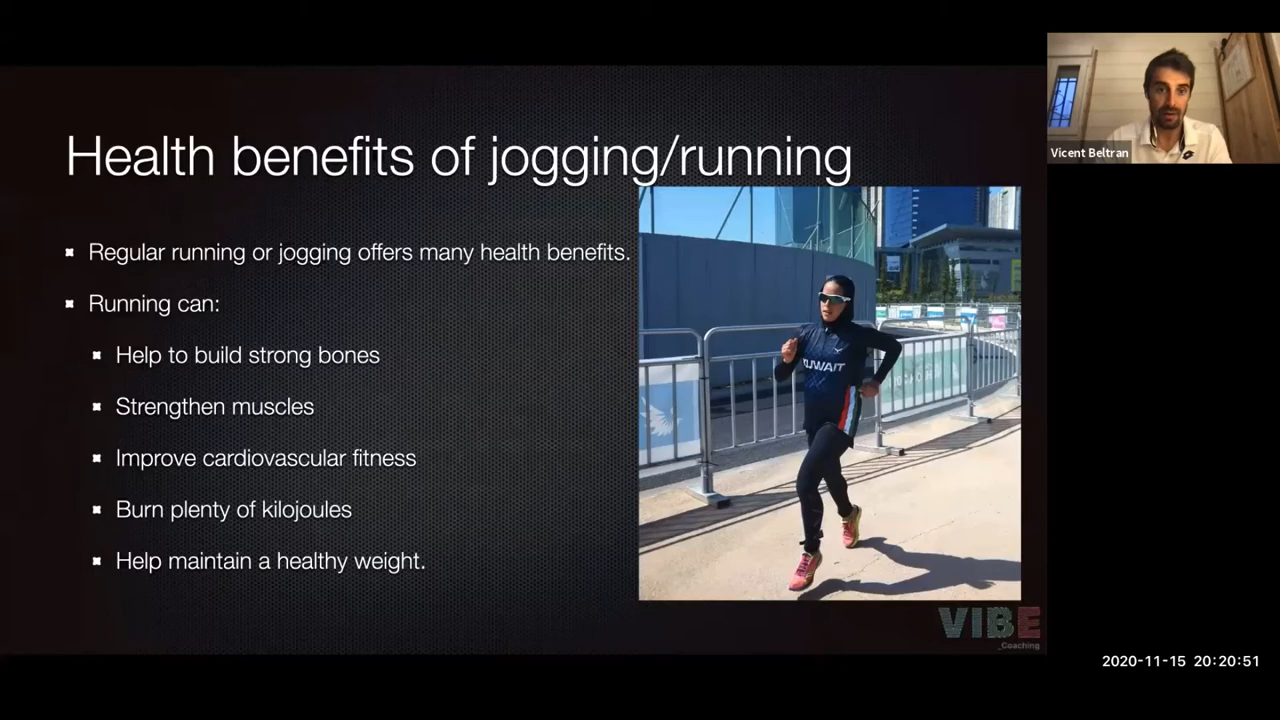 Health benefits of jogging/running
Regular running or jogging offers many health benefits.
Running can:
Help to build strong bones
Strengthen muscles
Improve cardiovascular fitness
Burn plenty of kilojoules
Help maintain a healthy weight.
KUWAIT
VIBE
_Coaching
Vicent Beltran
2020-11-15 20:20:51